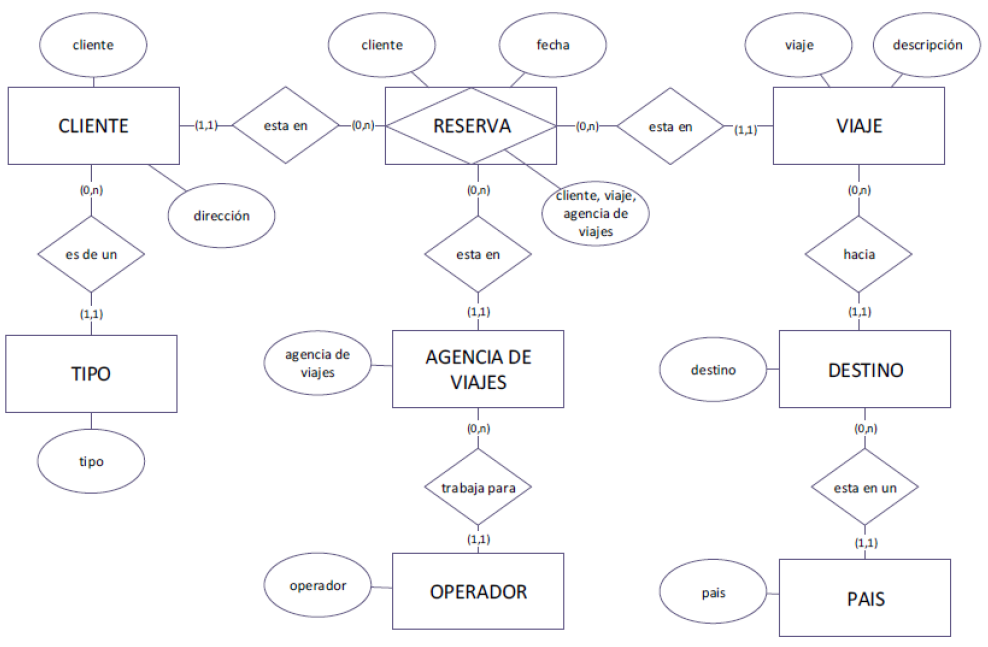 cliente
cliente
fecha
viaje
descripción
CLIENTE
(1,1)
esta en
(0,n)
RESERVA
(0,n)
esta en
(1,1)
VIAJE
(0,n)
dirección
(0,n)
cliente, viaje,
agencia de
viajes
(0,n)
es de un
esta en
hacia
(1,1)
(1,1)
(1,1)
TIPO
agencia de
viajes
AGENCIA DE
VIAJES
destino
DESTINO
tipo
(0,n)
(0,n)
trabaja para
esta en un
(1,1)
(1,1)
operador
OPERADOR
pais
PAIS